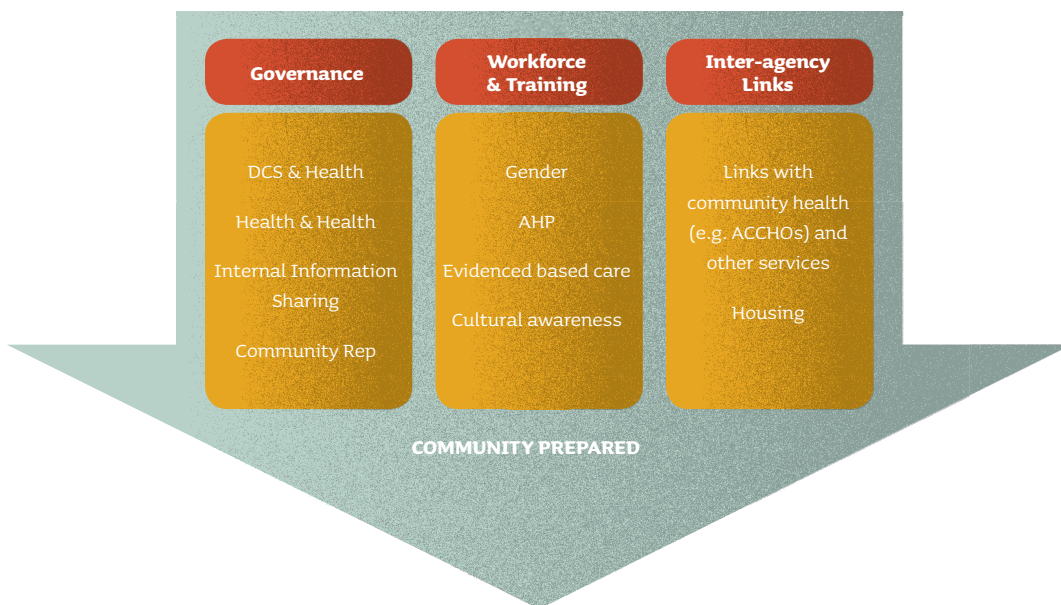 Governance
DCS & Health
Health & Health
Internal Information
Sharing
Community Rep
Workforce
& Training
Gender
AHP
Evidenced based care
Cultural awareness
Inter-agency
Links
Links with
community health
(e.g. ACCHOs) and
other services
Housing
COMMUNITY PREPARED